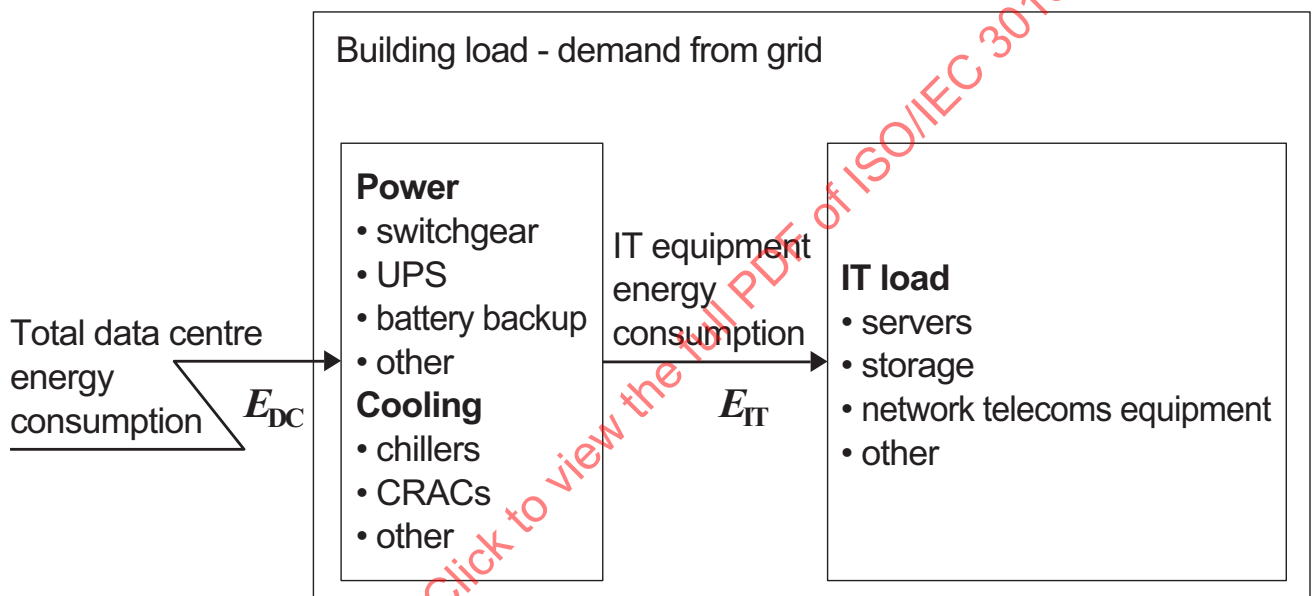 Building load - demand from grid
Power
• switchgear
• UPS
• battery backup
• other
Cooling
• chillers
• CRACs
• other
Total data centre
energy
consumption
E_DC
IT equipment
energy
consumption
E_IT
IT load
• servers
• storage
• network telecoms equipment
• other
Click to view the full PDF of ISO/IEC